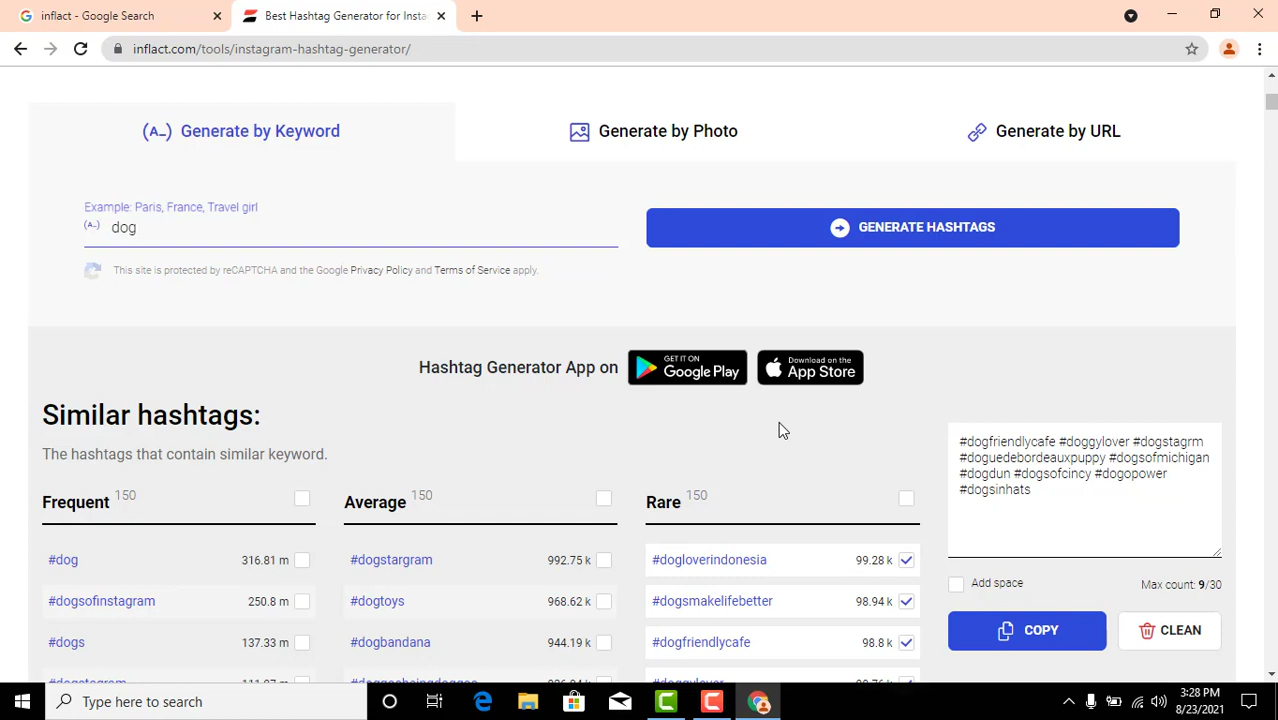 inflact - Google Search
Best Hashtag Generator for Insta
inflact.com/tools/instagram-hashtag-generator/
(A...) Generate by Keyword
Generate by Photo
Generate by URL
Example: Paris, France, Travel girl
(A...) dog
GENERATE HASHTAGS
This site is protected by reCAPTCHA and the Google Privacy Policy and Terms of Service apply.
Hashtag Generator App on
GET IT ON
Google Play
Download on the
App Store
Similar hashtags:
The hashtags that contain similar keyword.
Frequent 150
Average 150
Rare 150
#dog 316.81 m
#dogstargram 992.75 k
#dogloverindonesia 99.28 k
#dogsofinstagram 250.8 m
#dogtoys 968.62 k
#dogsmakelifebetter 98.94 k
#dogs 137.33 m
#dogbandana 944.19 k
#dogfriendlycafe 98.8 k
#dogfriendlycafe #doggylover #dogstagrm
#doguedebordeauxpuppy #dogsofmichigan
#dogdun #dogsofcincy #dogopower
#dogsinhats
Add space
Max count: 9/30
COPY
CLEAN
Type here to search
3:28 PM
8/23/2021